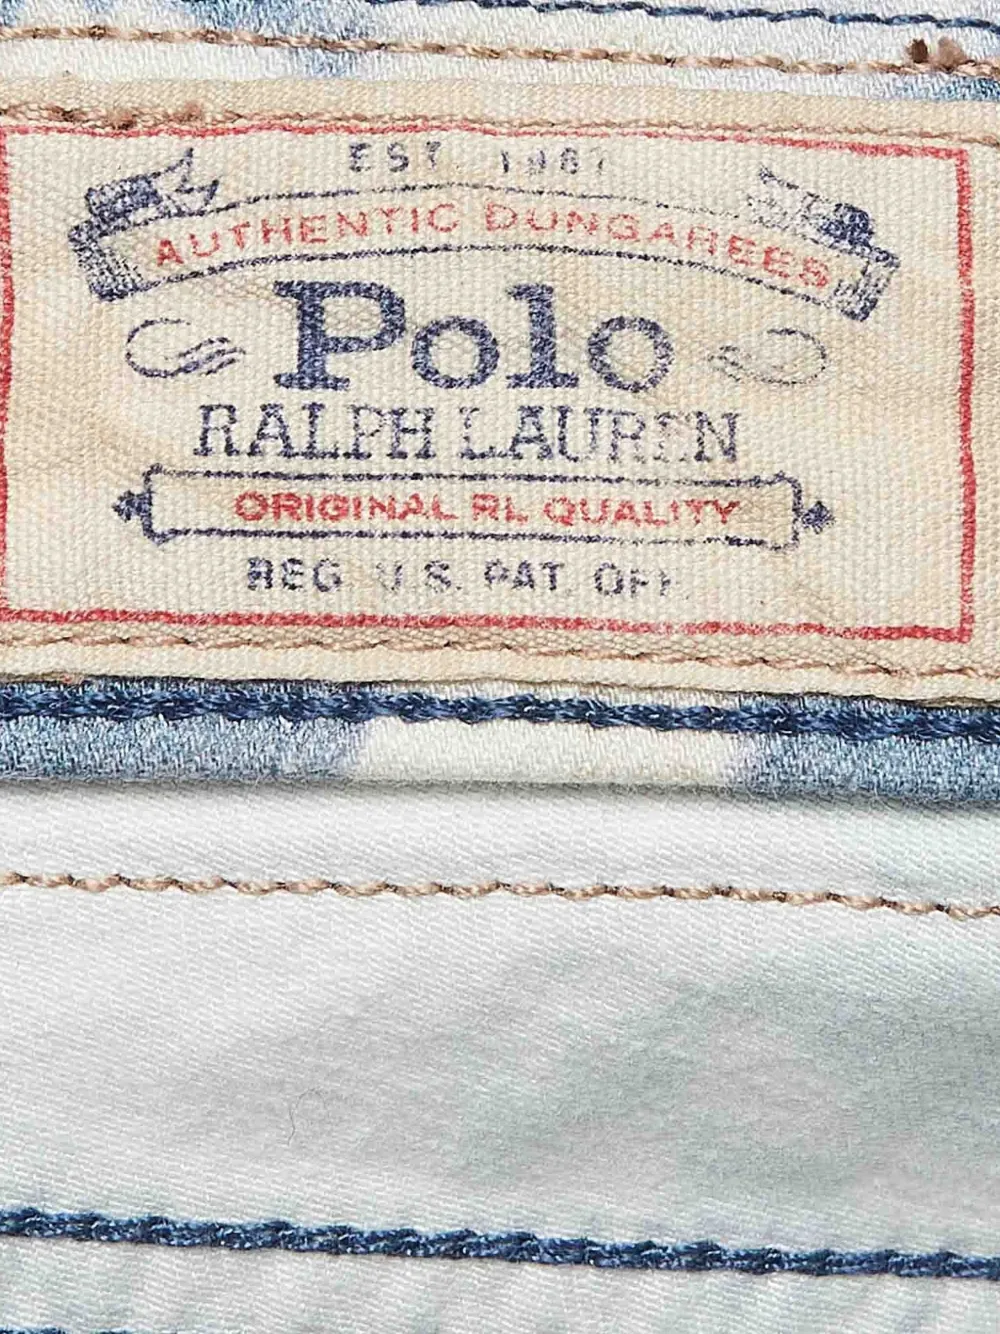 EST. 1967
AUTHENTIC DUNGAREES
Polo
RALPH LAUREN
ORIGINAL RL QUALITY
REG. U.S. PAT. OFF.